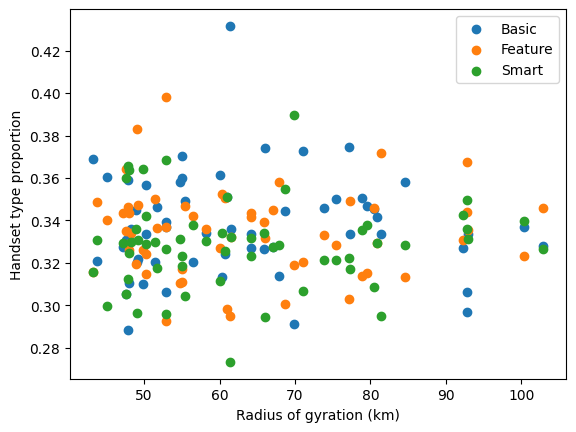 Basic
Feature
Smart
Handset type proportion
0.42
0.40
0.38
0.36
0.34
0.32
0.30
0.28
50 60 70 80 90 100
Radius of gyration (km)